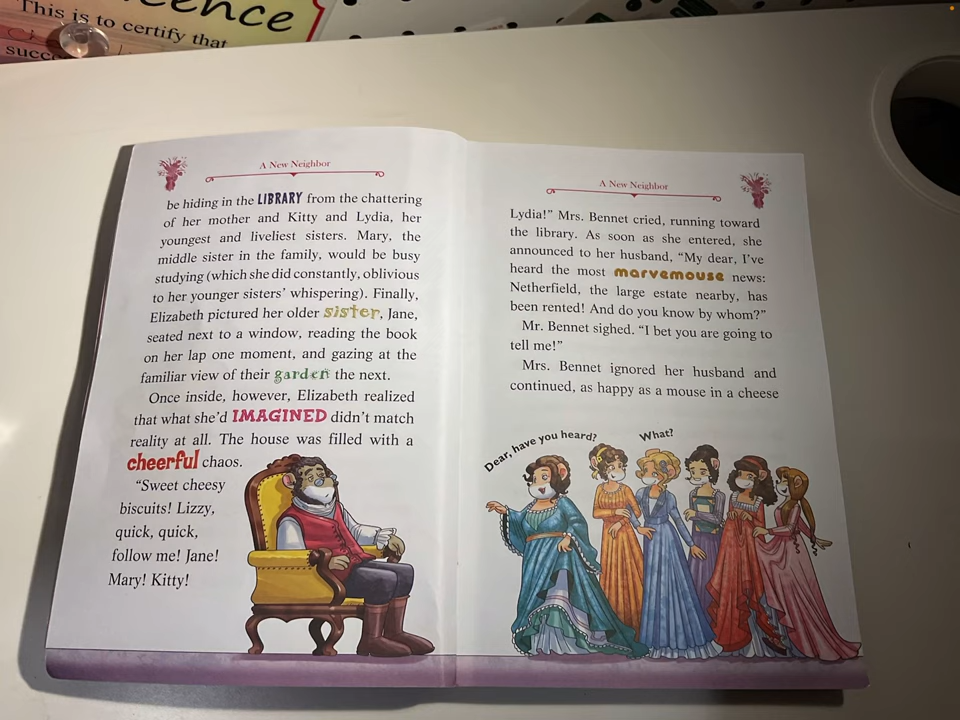 ence
This is to certify that
succe
A New Neighbor
be hiding in the LIBRARY from the chattering
of her mother and Kitty and Lydia, her
youngest and liveliest sisters. Mary, the
middle sister in the family, would be busy
studying (which she did constantly, oblivious
to her younger sisters' whispering). Finally,
Elizabeth pictured her older sister, Jane,
seated next to a window, reading the book
on her lap one moment, and gazing at the
familiar view of their garden the next.
Once inside, however, Elizabeth realized
that what she'd IMAGINED didn't match
reality at all. The house was filled with a
cheerful chaos.
"Sweet cheesy
biscuits! Lizzy,
quick, quick,
follow me! Jane!
Mary! Kitty!
A New Neighbor
Lydia!" Mrs. Bennet cried, running toward
the library. As soon as she entered, she
announced to her husband, "My dear, I've
heard the most marvemouse news:
Netherfield, the large estate nearby, has
been rented! And do you know by whom?"
Mr. Bennet sighed. "I bet you are going to
tell me!"
Mrs. Bennet ignored her husband and
continued, as happy as a mouse in a cheese
Dear, have you heard?
What?